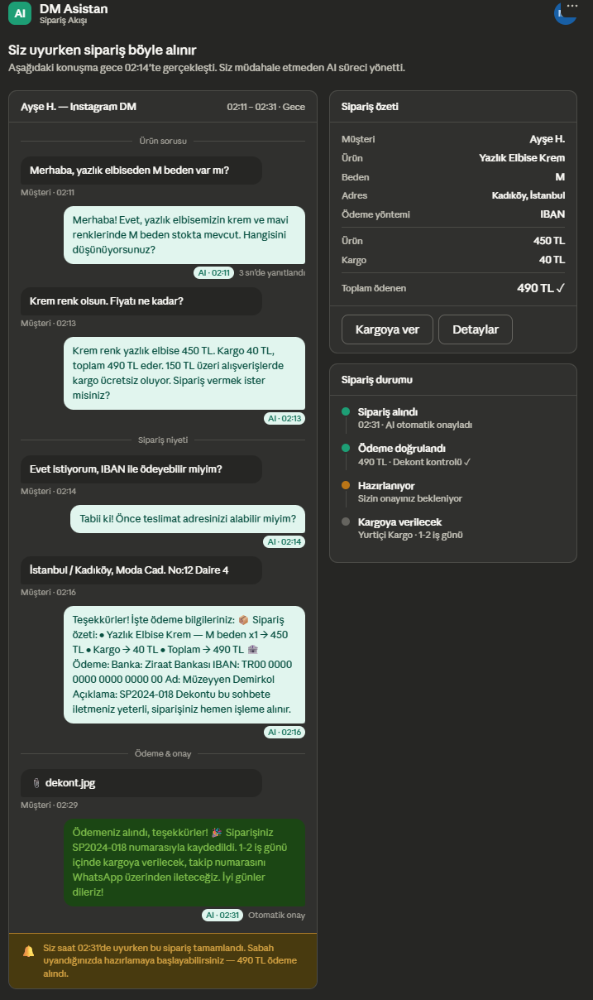 AI
DM Asistan
Sipariş Akışı
Siz uyurken sipariş böyle alınır
Aşağıdaki konuşma gece 02:14'te gerçekleşti. Siz müdahale etmeden AI süreci yönetti.
Ayşe H. — Instagram DM
02:11 – 02:31 · Gece
Ürün sorusu
Merhaba, yazlık elbiseden M beden var mı?
Müşteri · 02:11
Merhaba! Evet, yazlık elbisemizin krem ve mavi
renklerinde M beden stokta mevcut. Hangisini
düşünüyorsunuz?
AI · 02:11 3 sn'de yanıtlandı
Krem renk olsun. Fiyatı ne kadar?
Müşteri · 02:13
Krem renk yazlık elbise 450 TL. Kargo 40 TL,
toplam 490 TL eder. 150 TL üzeri alışverişlerde
kargo ücretsiz oluyor. Sipariş vermek ister
misiniz?
AI · 02:13
Sipariş niyeti
Evet istiyorum, IBAN ile ödeyebilir miyim?
Müşteri · 02:14
Tabii ki! Önce teslimat adresinizi alabilir miyim?
AI · 02:14
İstanbul / Kadıköy, Moda Cad. No:12 Daire 4
Müşteri · 02:16
Teşekkürler! İşte ödeme bilgileriniz: 📦 Sipariş
özeti: • Yazlık Elbise Krem — M beden x1 → 450
TL • Kargo → 40 TL • Toplam → 490 TL 🏦
Ödeme: Banka: Ziraat Bankası IBAN: TR00 0000
0000 0000 0000 00 Ad: Müzeyyen Demirkol
Açıklama: SP2024-018 Dekontu bu sohbete
iletmeniz yeterli, siparişiniz hemen işleme alınır.
AI · 02:16
Ödeme & onay
📎 dekont.jpg
Müşteri · 02:29
Ödemeniz alındı, teşekkürler! 🎉 Siparişiniz
SP2024-018 numarasıyla kaydedildi. 1-2 iş günü
içinde kargoya verilecek, takip numarasını
WhatsApp üzerinden ileteceğiz. İyi günler
dileriz!
AI · 02:31 Otomatik onay
🔔 Siz saat 02:31'de uyurken bu sipariş tamamlandı. Sabah
uyandığınızda hazırlamaya başlayabilirsiniz — 490 TL ödeme
alındı.
Sipariş özeti
Müşteri Ayşe H.
Ürün Yazlık Elbise Krem
Beden M
Adres Kadıköy, İstanbul
Ödeme yöntemi IBAN
Ürün 450 TL
Kargo 40 TL
Toplam ödenen 490 TL ✓
Kargoya ver
Detaylar
Sipariş durumu
Sipariş alındı
02:31 · AI otomatik onayladı
Ödeme doğrulandı
490 TL · Dekont kontrolü ✓
Hazırlanıyor
Sizin onayınız bekleniyor
Kargoya verilecek
Yurtiçi Kargo · 1-2 iş günü